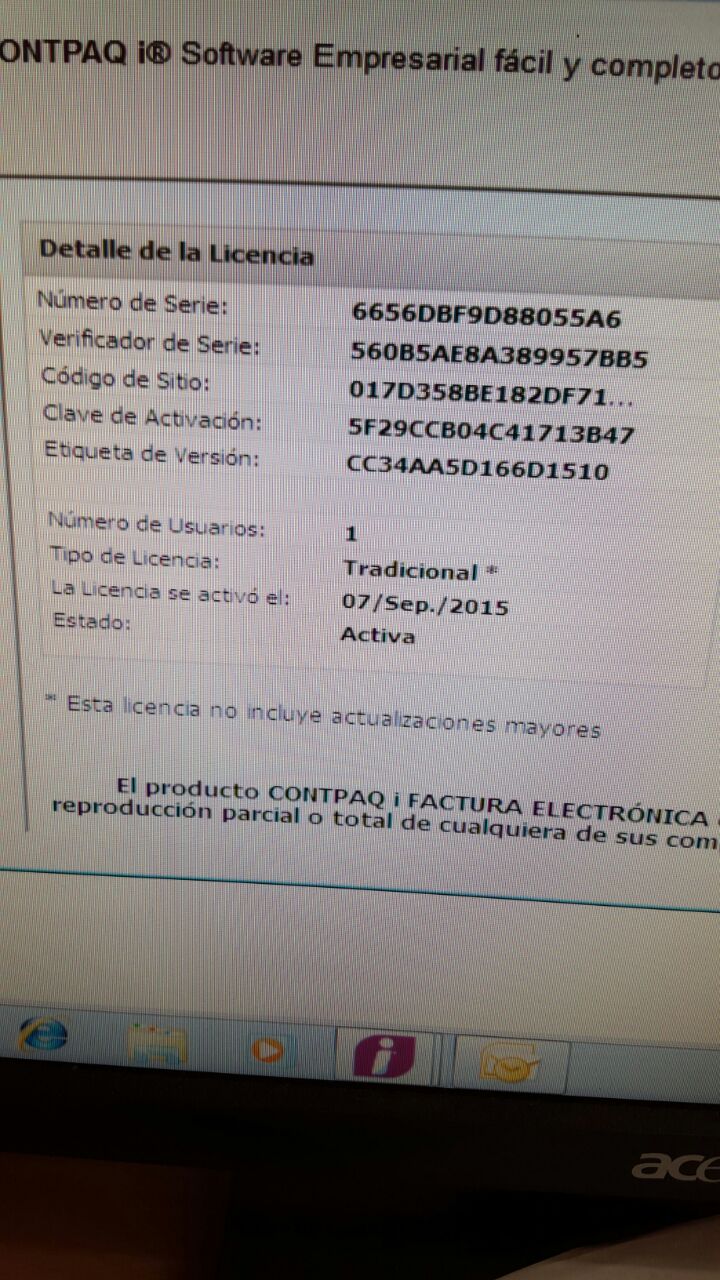 ONTPAQ i® Software Empresarial fácil y completo
Detalle de la Licencia
Número de Serie: 6656DBF9D88055A6
Verificador de Serie: 560B5AE8A389957BB5
Código de Sitio: 017D358BE182DF71...
Clave de Activación: 5F29CCB04C41713B47
Etiqueta de Versión: CC34AA5D166D1510
Número de Usuarios: 1
Tipo de Licencia: Tradicional *
La Licencia se activó el: 07/Sep./2015
Estado: Activa
* Esta licencia no incluye actualizaciones mayores
El producto CONTPAQ i FACTURA ELECTRÓNICA
reproducción parcial o total de cualquiera de sus com
ace